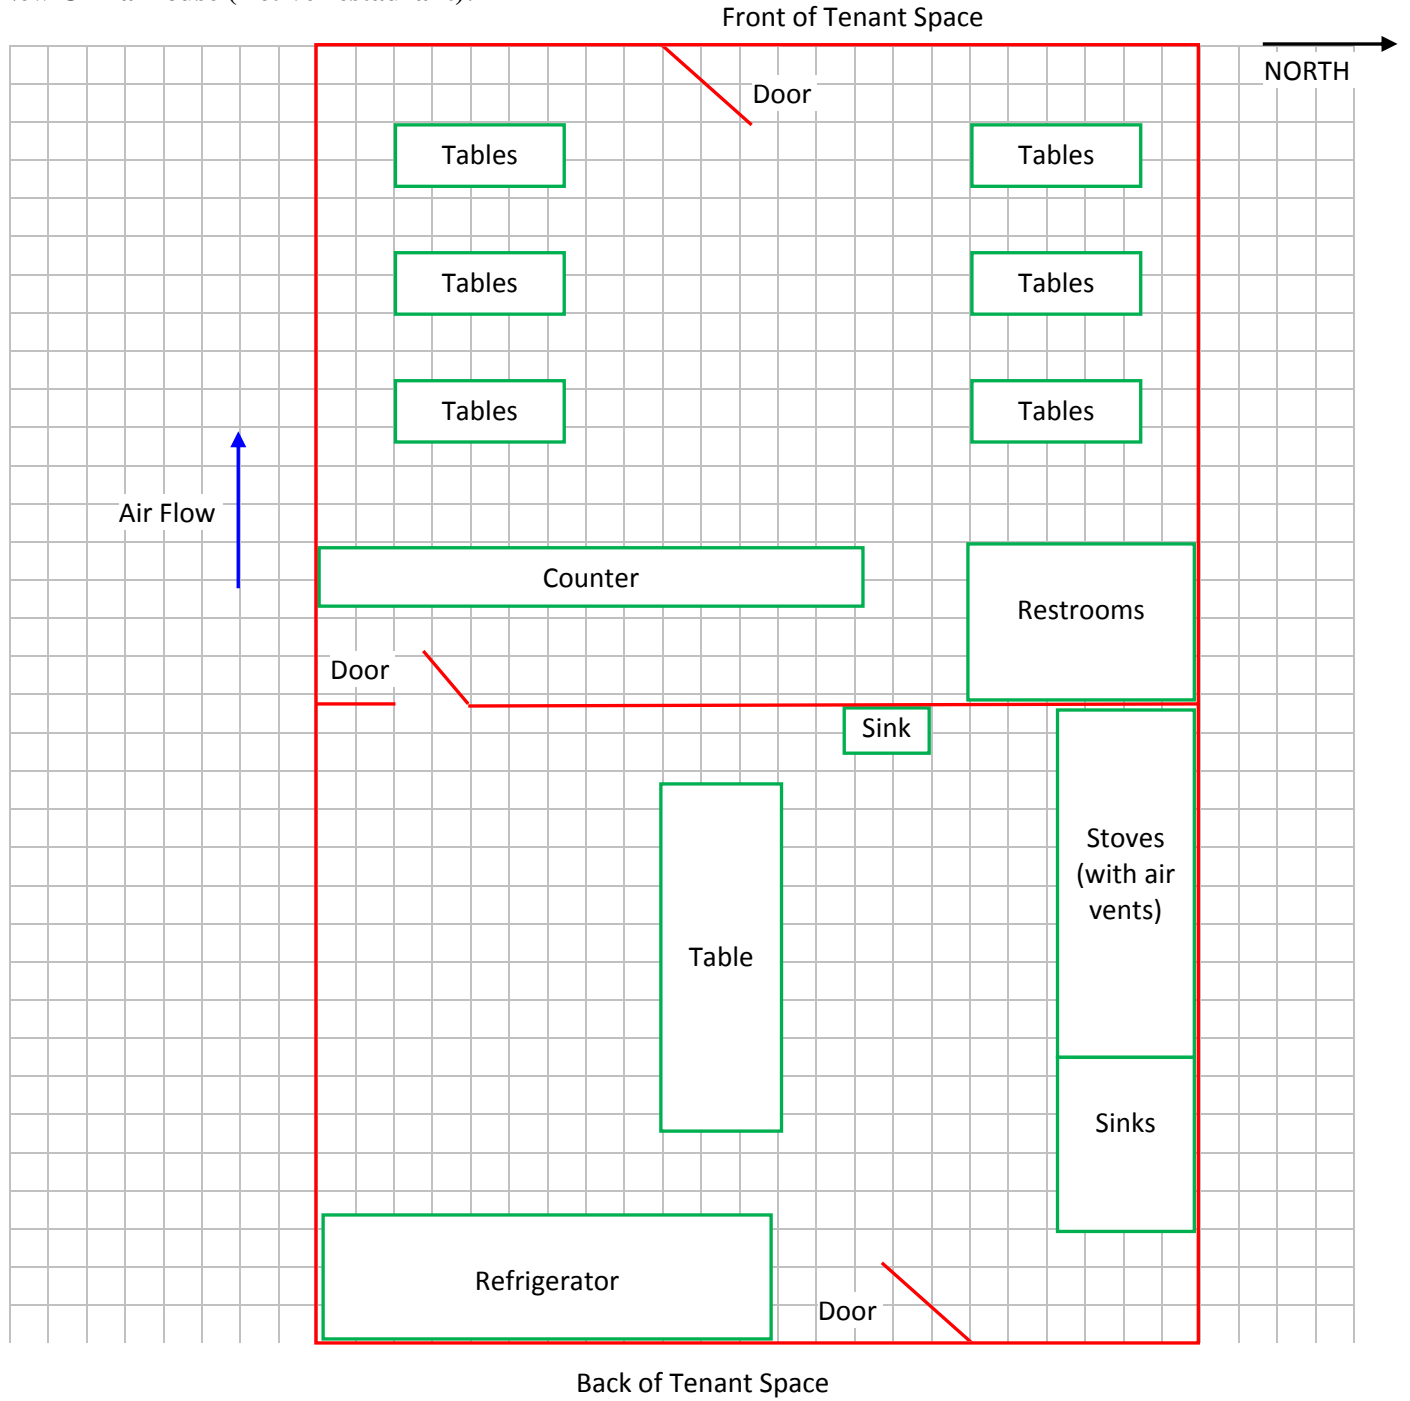 Front of Tenant Space
NORTH
Door
Tables
Tables
Tables
Tables
Tables
Tables
Air Flow
Counter
Restrooms
Door
Sink
Stoves
(with air
vents)
Table
Sinks
Refrigerator
Door
Back of Tenant Space